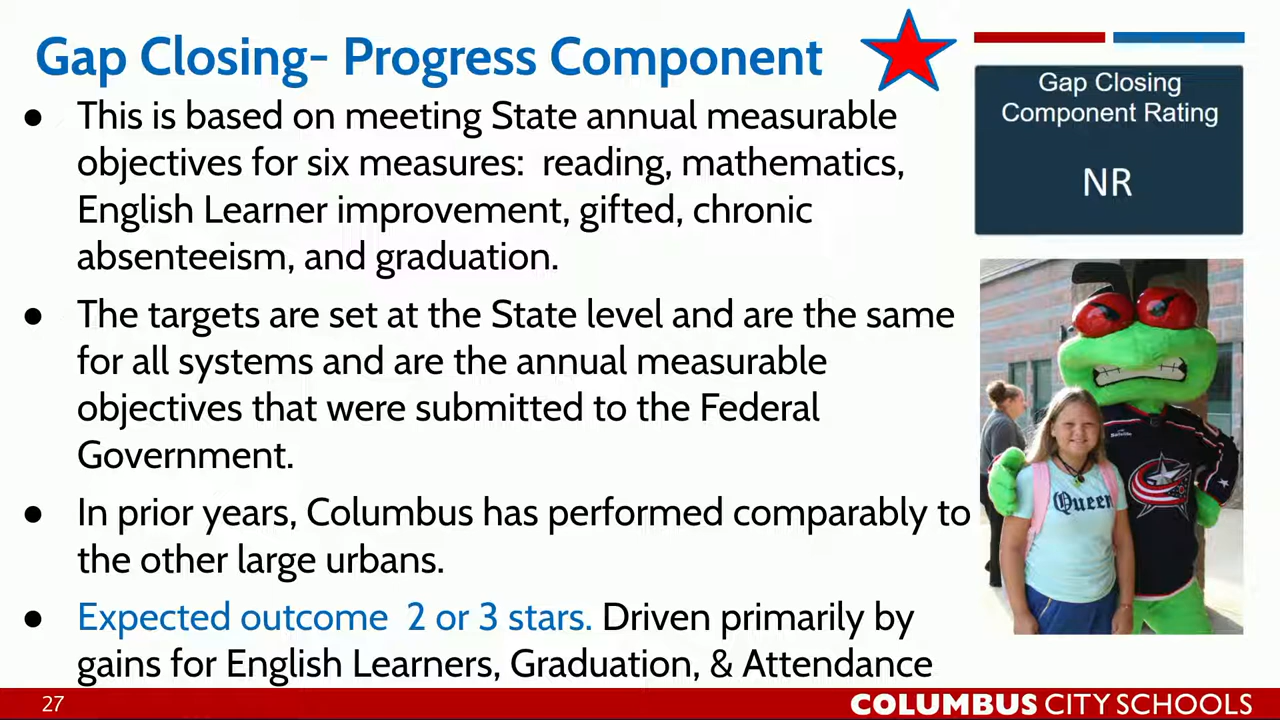 Gap Closing- Progress Component
● This is based on meeting State annual measurable
objectives for six measures:  reading, mathematics,
English Learner improvement, gifted, chronic
absenteeism, and graduation.
● The targets are set at the State level and are the same
for all systems and are the annual measurable
objectives that were submitted to the Federal
Government.
● In prior years, Columbus has performed comparably to
the other large urbans.
● Expected outcome  2 or 3 stars. Driven primarily by
gains for English Learners, Graduation, & Attendance
Gap Closing
Component Rating
NR
Queen
27
COLUMBUS CITY SCHOOLS